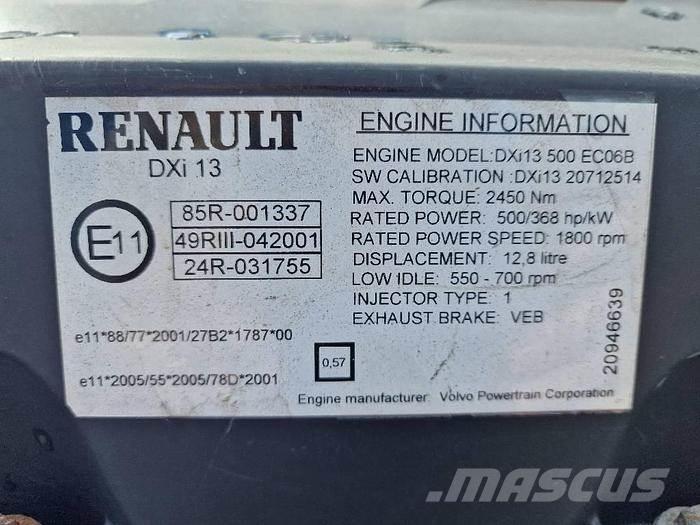 RENAULT
DXi 13
E11
85R-001337
49RIII-042001
24R-031755
e11*88/77*2001/27B2*1787*00
e11*2005/55*2005/78D*2001
0,57
ENGINE INFORMATION
ENGINE MODEL:DXi13 500 EC06B
SW CALIBRATION :DXi13 20712514
MAX. TORQUE: 2450 Nm
RATED POWER: 500/368 hp/kW
RATED POWER SPEED: 1800 rpm
DISPLACEMENT: 12,8 litre
LOW IDLE: 550 - 700 rpm
INJECTOR TYPE: 1
EXHAUST BRAKE: VEB
20946639
Engine manufacturer: Volvo Powertrain Corporation
MASCUS